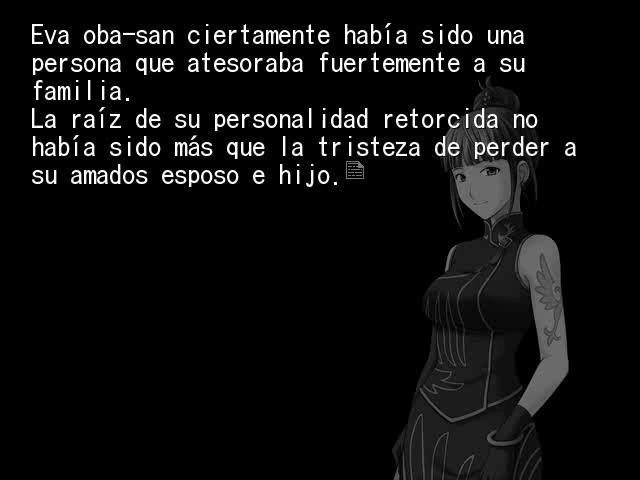 Eva oba-san ciertamente había sido una
persona que atesoraba fuertemente a su
familia.
La raíz de su personalidad retorcida no
había sido más que la tristeza de perder a
su amados esposo e hijo.